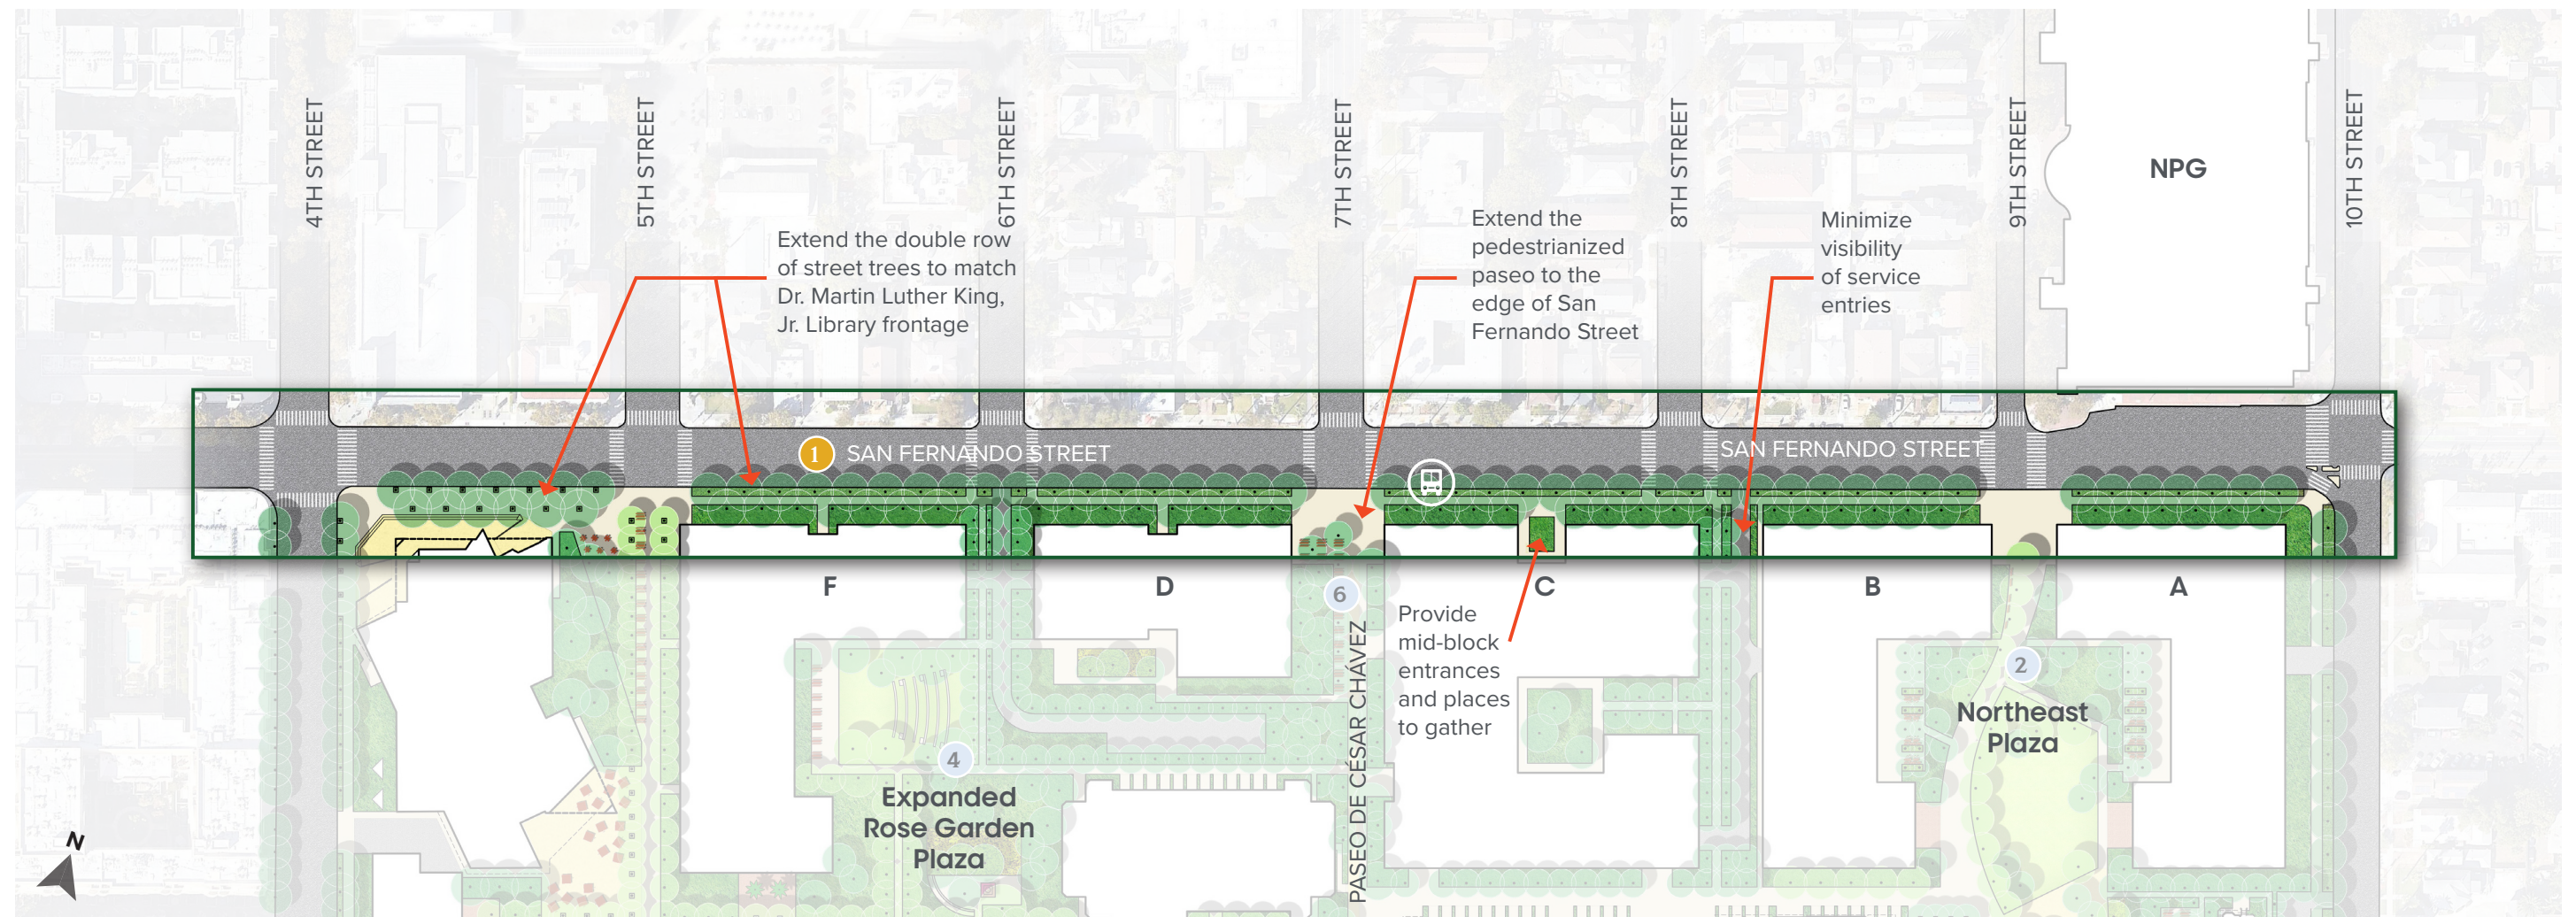 4TH STREET
5TH STREET
6TH STREET
7TH STREET
8TH STREET
9TH STREET
10TH STREET
NPG
Extend the double row
of street trees to match
Dr. Martin Luther King,
Jr. Library frontage
Extend the
pedestrianized
paseo to the
edge of San
Fernando Street
Minimize
visibility
of service
entries
1
SAN FERNANDO STREET
SAN FERNANDO STREET
F
D
C
B
A
6
Provide
mid-block
entrances
and places
to gather
PASEO DE CÉSAR CHÁVEZ
2
Northeast
Plaza
4
Expanded
Rose Garden
Plaza
N